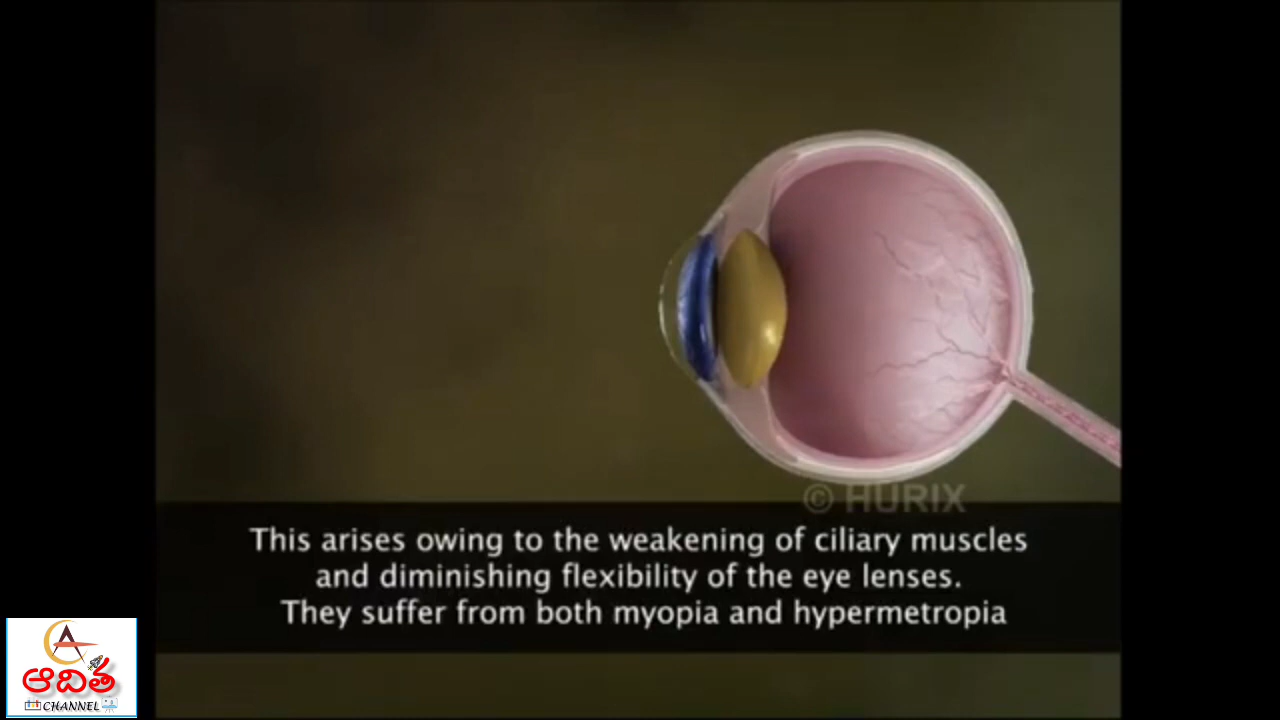 © HURIX
This arises owing to the weakening of ciliary muscles
and diminishing flexibility of the eye lenses.
They suffer from both myopia and hypermetropia
A
ఆదిత్య
CHANNEL